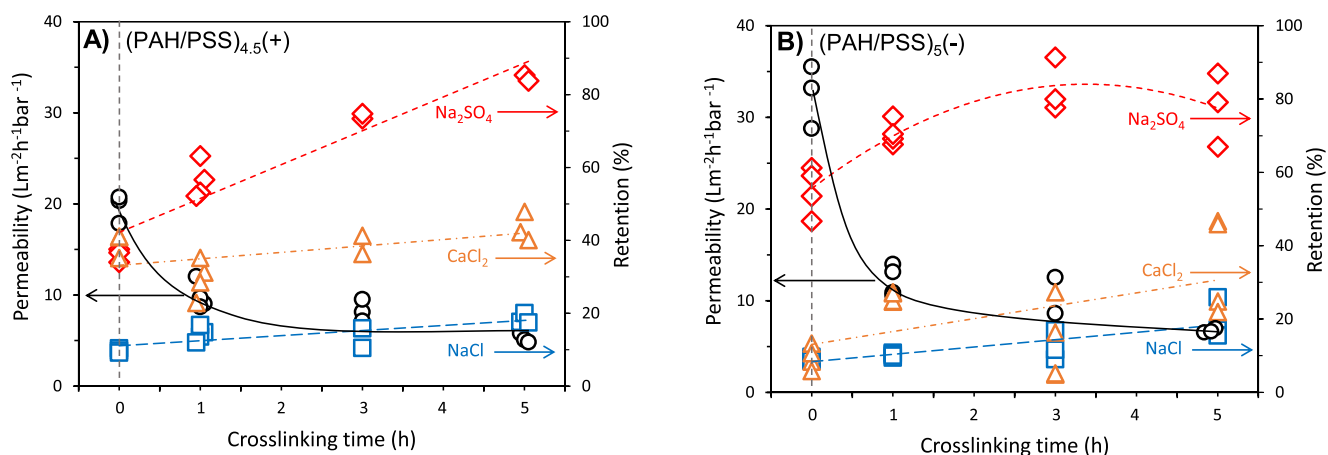 A) (PAH/PSS)4.5(+)
Permeability (Lm-2h-1bar -1)
40
30
20
10
0
Na2SO4
CaCl2
NaCl
100
80
60
40
20
0
Retention (%)
0 1 2 3 4 5
Crosslinking time (h)
B) (PAH/PSS)5(-)
Permeability (Lm-2h-1bar -1)
40
30
20
10
0
Na2SO4
CaCl2
NaCl
100
80
60
40
20
0
Retention (%)
0 1 2 3 4 5
Crosslinking time (h)